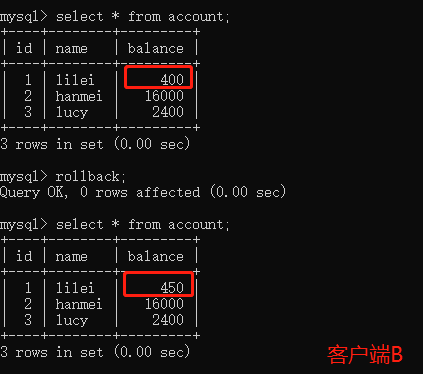 mysql> select * from account;
+----+--------+---------+
| id | name   | balance |
+----+--------+---------+
|  1 | lilei  |     400 |
|  2 | hanmei |   16000 |
|  3 | lucy   |    2400 |
+----+--------+---------+
3 rows in set (0.00 sec)
mysql> rollback;
Query OK, 0 rows affected (0.00 sec)
mysql> select * from account;
+----+--------+---------+
| id | name   | balance |
+----+--------+---------+
|  1 | lilei  |     450 |
|  2 | hanmei |   16000 |
|  3 | lucy   |    2400 |
+----+--------+---------+
3 rows in set (0.00 sec)
客户端B